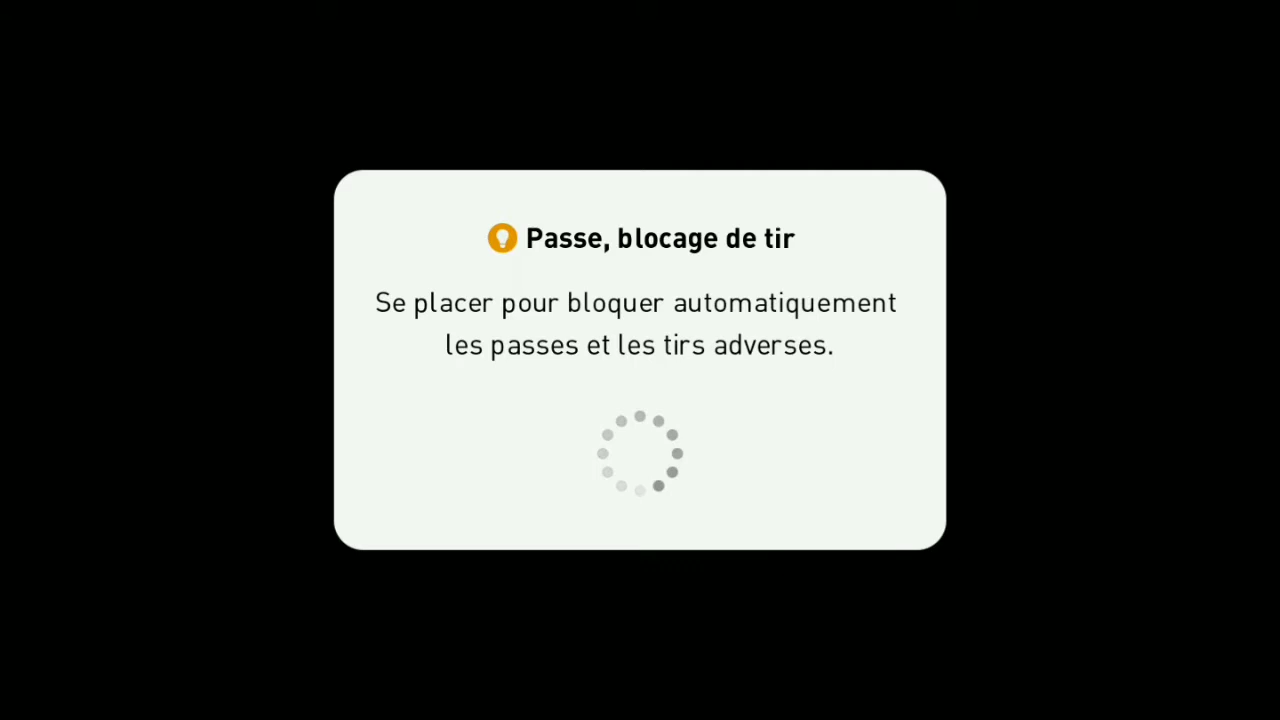 Passe, blocage de tir
Se placer pour bloquer automatiquement
les passes et les tirs adverses.